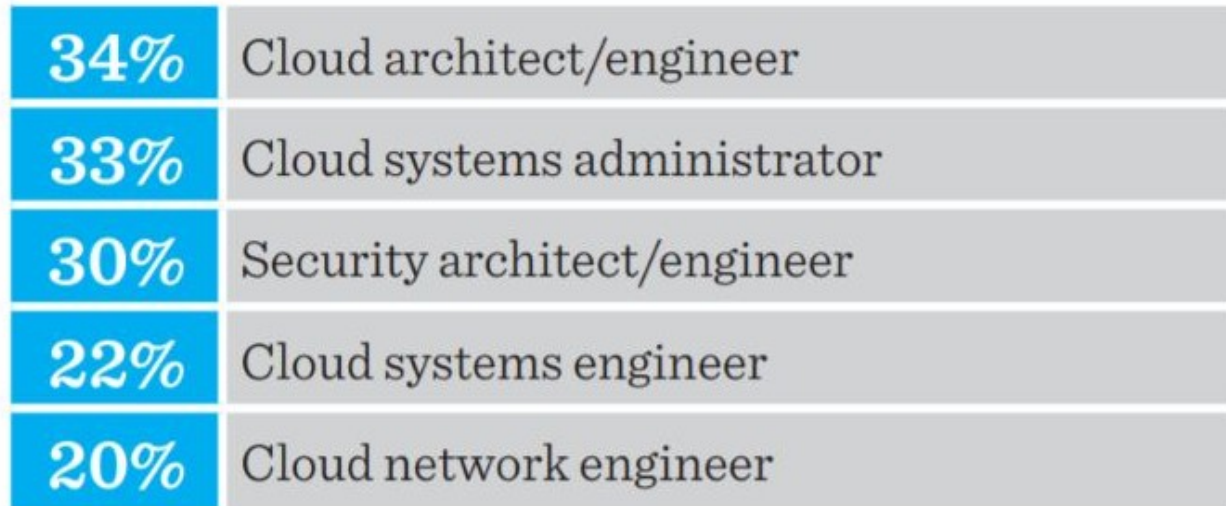 34% Cloud architect/engineer
33% Cloud systems administrator
30% Security architect/engineer
22% Cloud systems engineer
20% Cloud network engineer